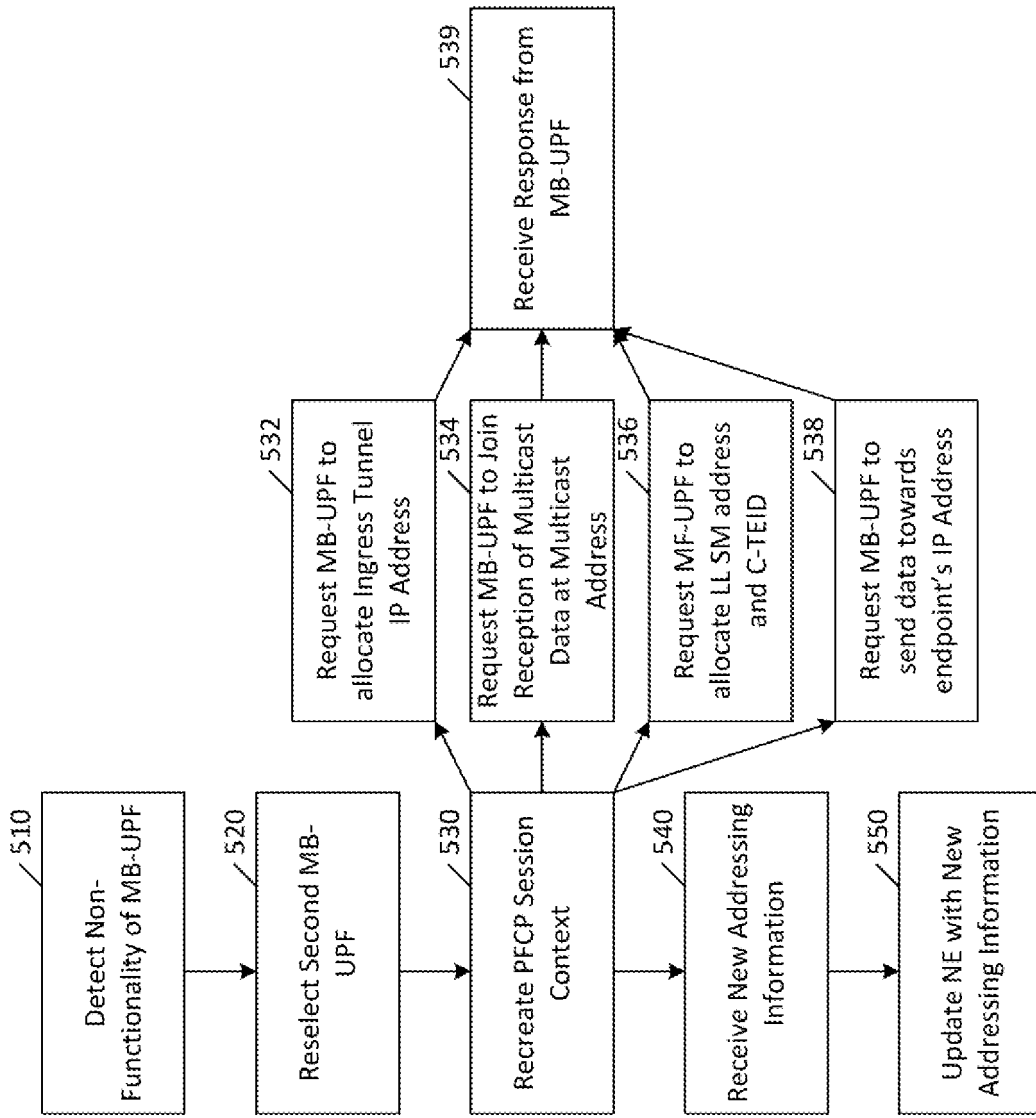 510
Detect Non-
Functionality of MB-UPF
520
Reselect Second MB-
UPF
530
Recreate PFCP Session
Context
540
Receive New Addressing
Information
550
Update NE with New
Addressing Information
532
Request MB-UPF to
allocate Ingress Tunnel
IP Address
534
Request MB-UPF to Join
Reception of Multicast
Data at Multicast
Address
536
Request MF-UPF to
allocate LL SM address
and C-TEID
538
Request MB-UPF to
send data towards
endpoint's IP Address
539
Receive Response from
MB-UPF